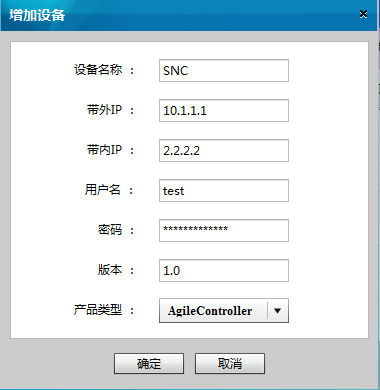 增加设备
设备名称 : SNC
带外IP : 10.1.1.1
带内IP : 2.2.2.2
用户名 : test
密码 : *************
版本 : 1.0
产品类型 : AgileController
确定 取消